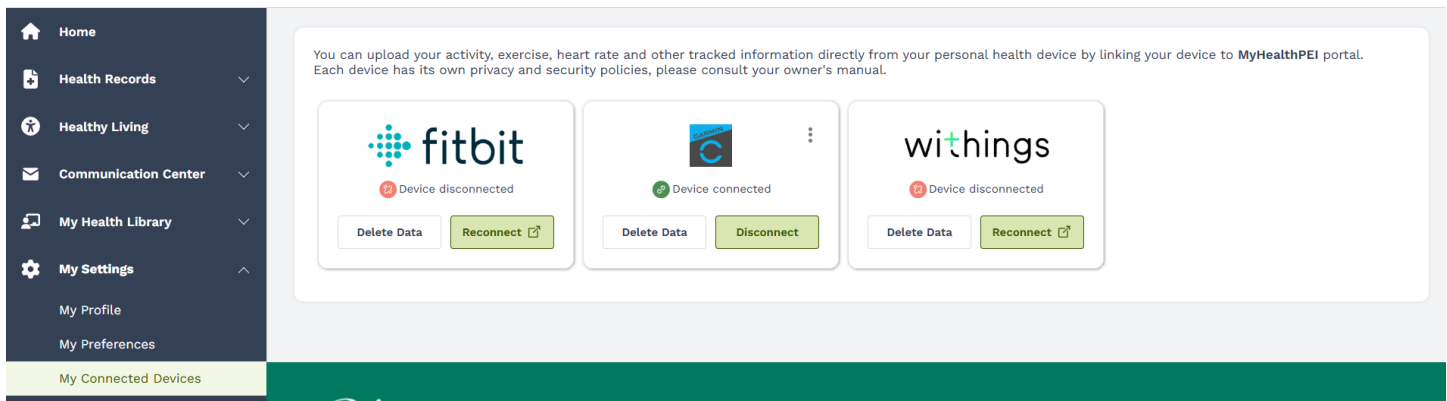 Home
Health Records
Healthy Living
Communication Center
My Health Library
My Settings
My Profile
My Preferences
My Connected Devices
You can upload your activity, exercise, heart rate and other tracked information directly from your personal health device by linking your device to MyHealthPEI portal.
Each device has its own privacy and security policies, please consult your owner's manual.
fitbit
Device disconnected
Delete Data
Reconnect
GARMIN
Device connected
Delete Data
Disconnect
withings
Device disconnected
Delete Data
Reconnect